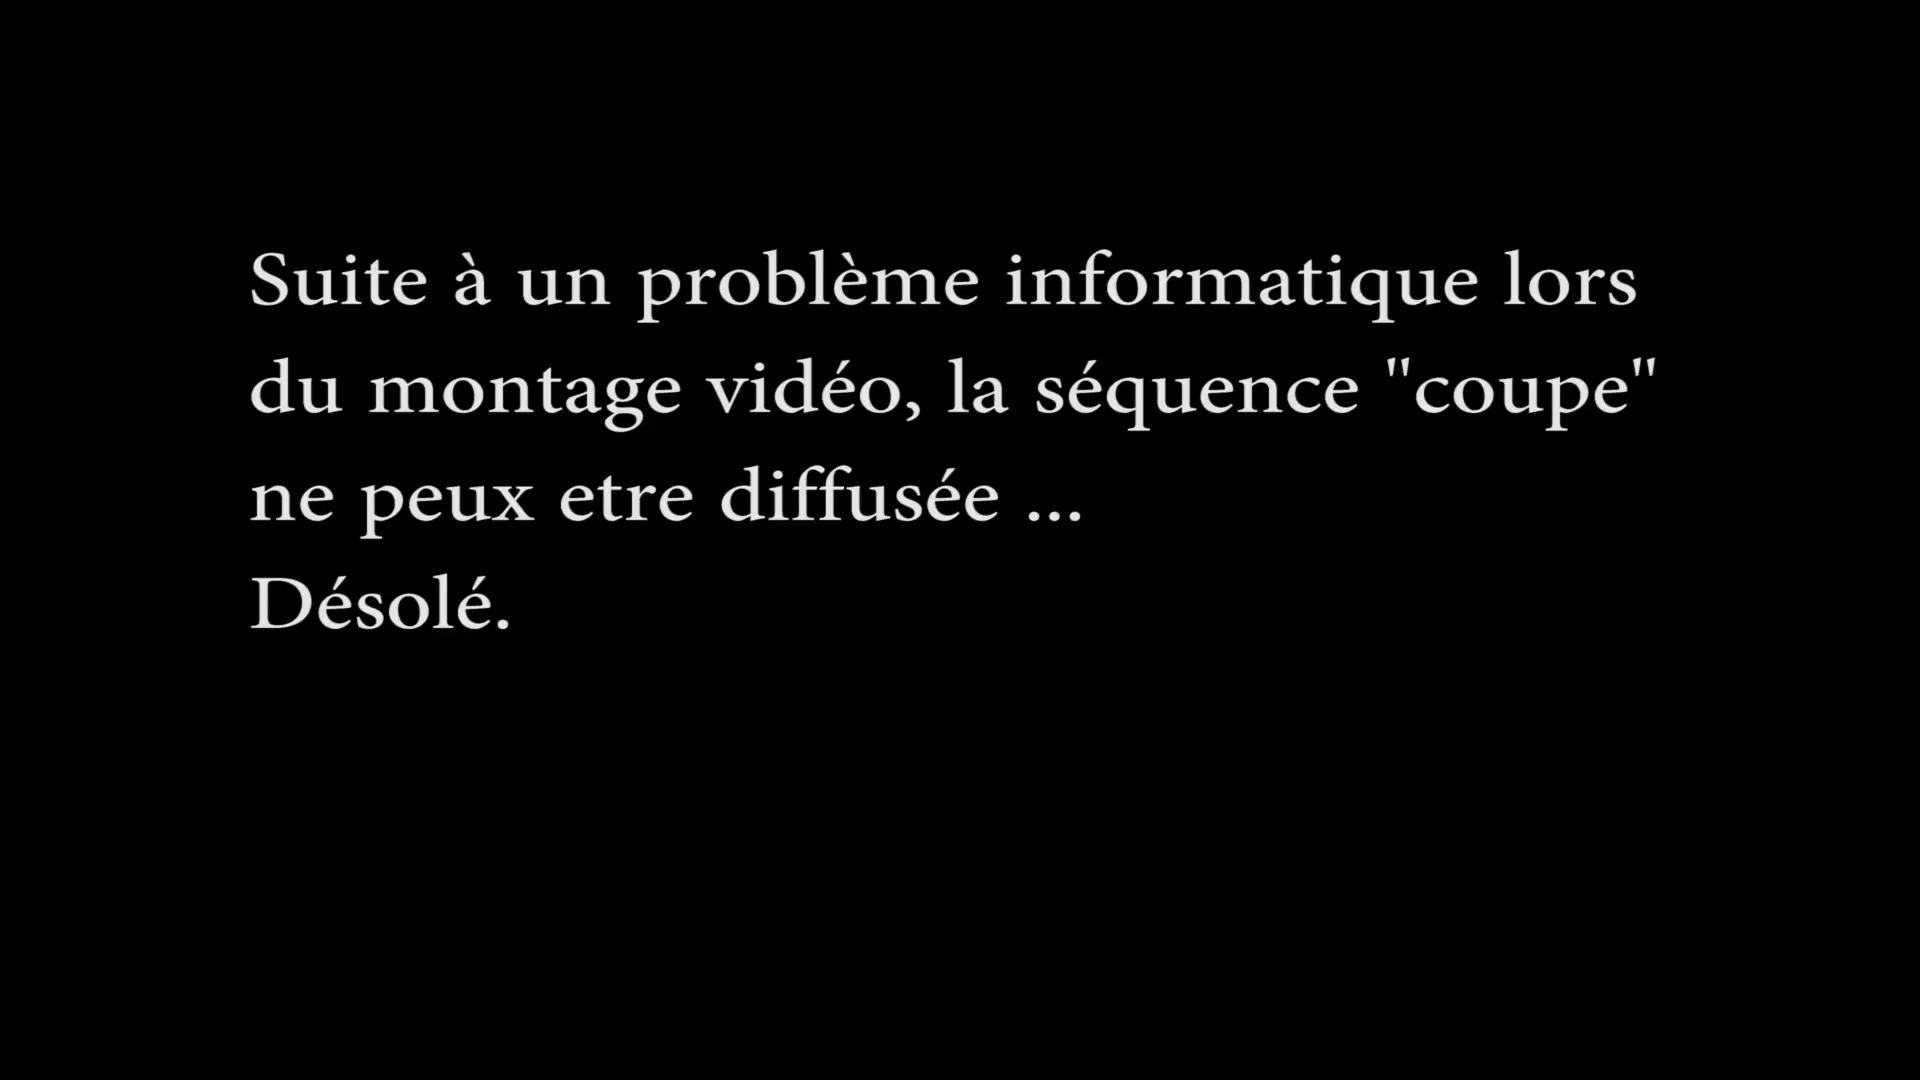 Suite à un problème informatique lors
du montage vidéo, la séquence "coupe"
ne peux etre diffusée ...
Désolé.